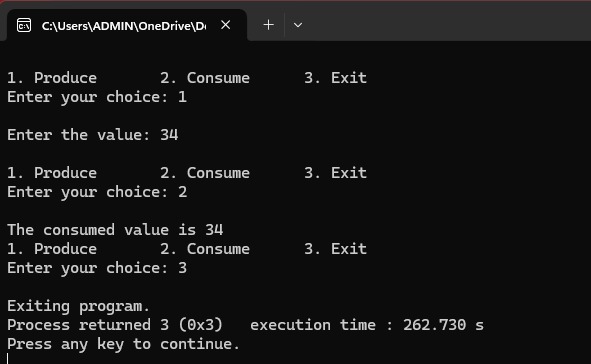 C:\Users\ADMIN\OneDrive\De
1. Produce 2. Consume 3. Exit
Enter your choice: 1
Enter the value: 34
1. Produce 2. Consume 3. Exit
Enter your choice: 2
The consumed value is 34
1. Produce 2. Consume 3. Exit
Enter your choice: 3
Exiting program.
Process returned 3 (0x3) execution time : 262.730 s
Press any key to continue.